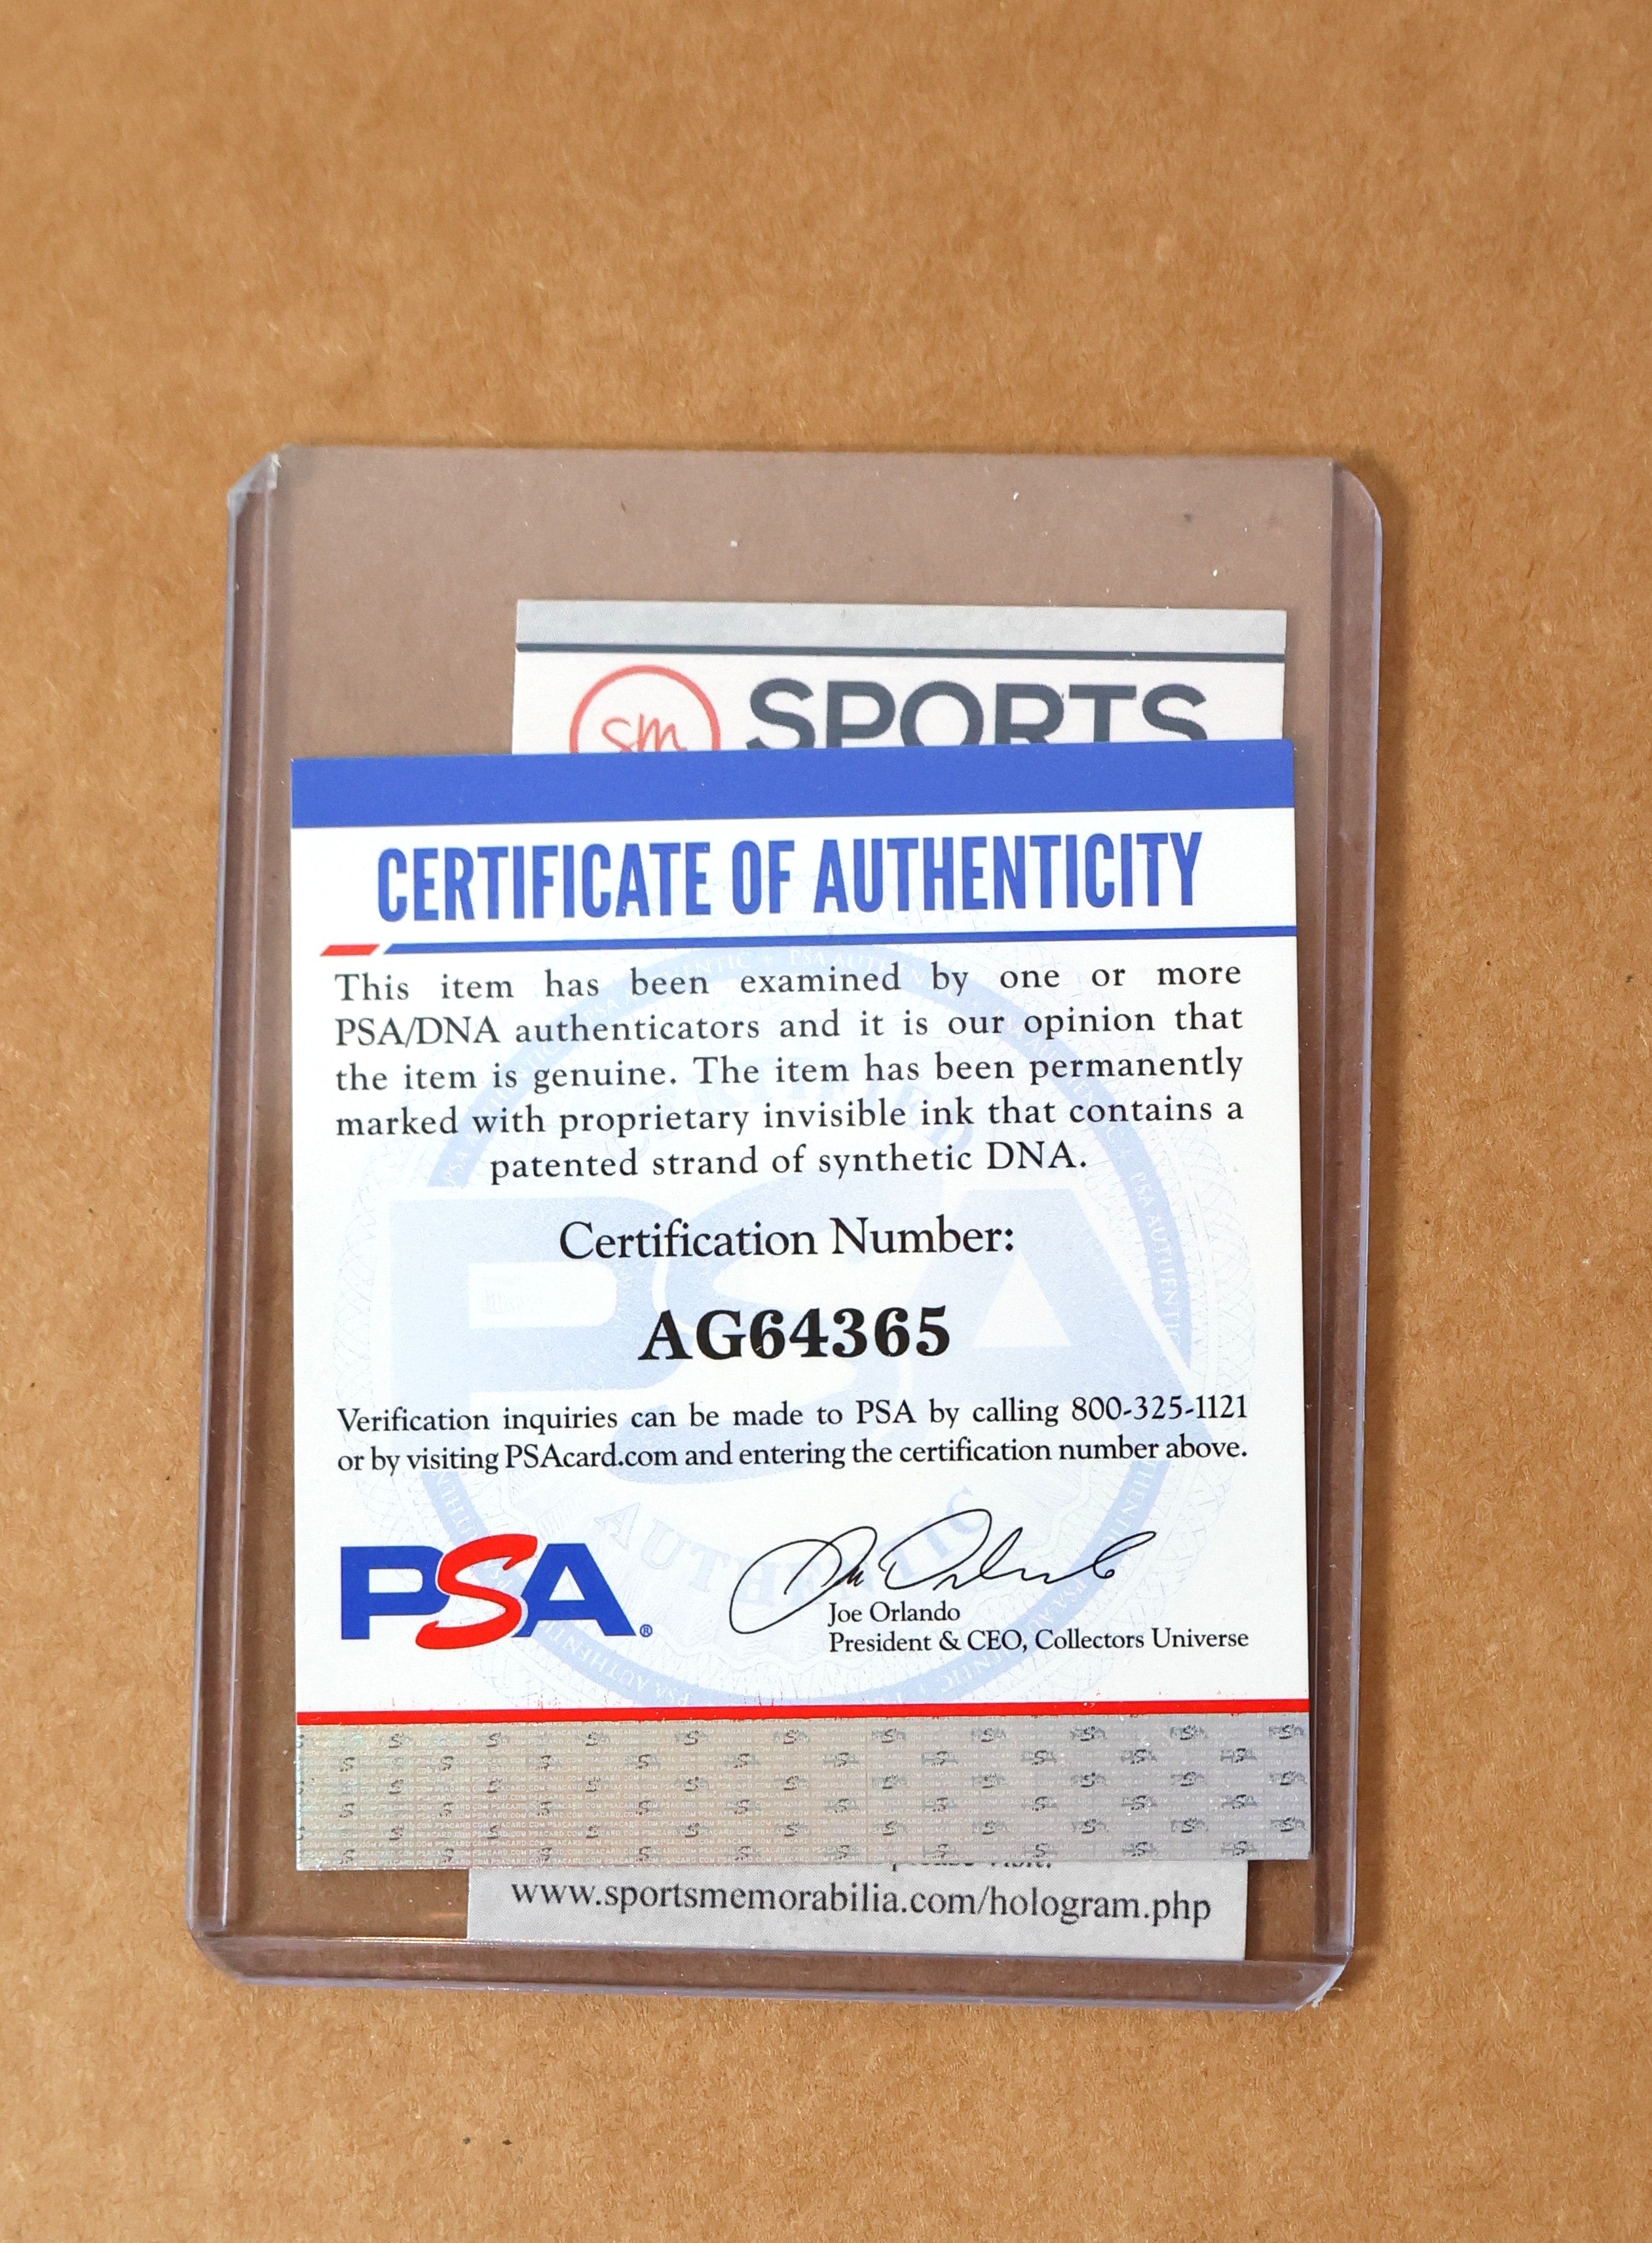 sm SPORTS
CERTIFICATE OF AUTHENTICITY
This item has been examined by one or more
PSA/DNA authenticators and it is our opinion that
the item is genuine. The item has been permanently
marked with proprietary invisible ink that contains a
patented strand of synthetic DNA.
Certification Number:
AG64365
Verification inquiries can be made to PSA by calling 800-325-1121
or by visiting PSAcard.com and entering the certification number above.
PSA®
Joe Orlando
President & CEO, Collectors Universe
www.sportsmemorabilia.com/hologram.php